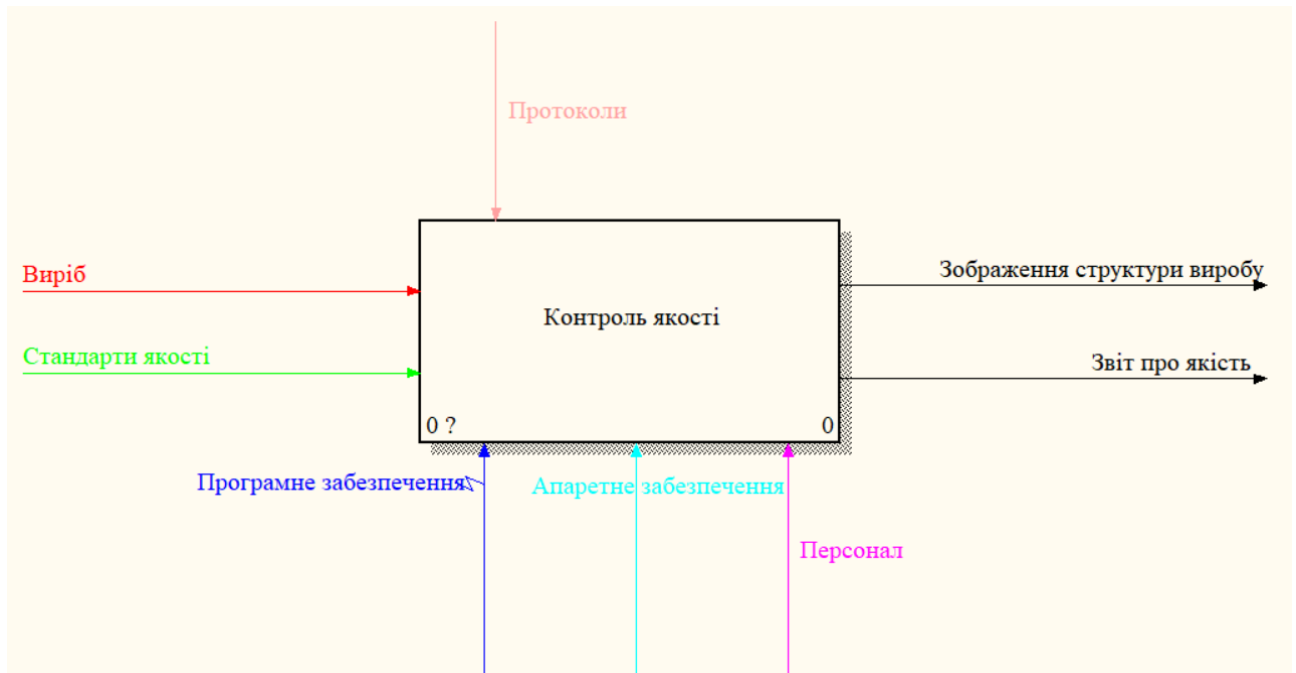 Протоколи
Виріб
Зображення структури виробу
Контроль якості
Стандарти якості
Звіт про якість
0 ?
0
Програмне забезпечення
Апаретне забезпечення
Персонал